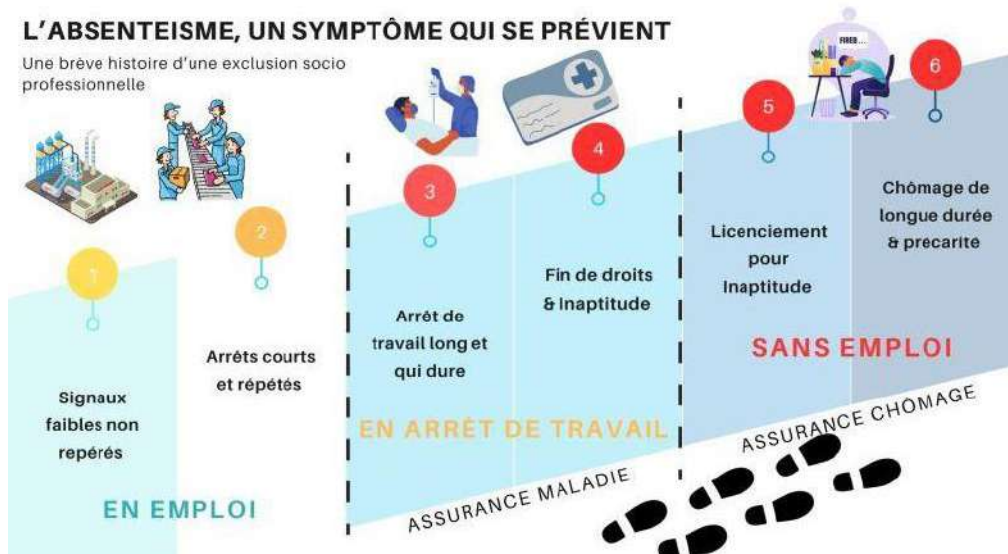 L'ABSENTEISME, UN SYMPTÔME QUI SE PRÉVIENT
Une brève histoire d'une exclusion socio
professionnelle
1
Signaux
faibles non
repérés
2
Arrêts courts
et répétés
EN EMPLOI
3
Arrêt de
travail long et
qui dure
4
Fin de droits
& Inaptitude
EN ARRÊT DE TRAVAIL
ASSURANCE MALADIE
FIRED...
5
Licenciement
pour
Inaptitude
6
Chômage de
longue durée
& précarité
SANS EMPLOI
ASSURANCE CHÔMAGE